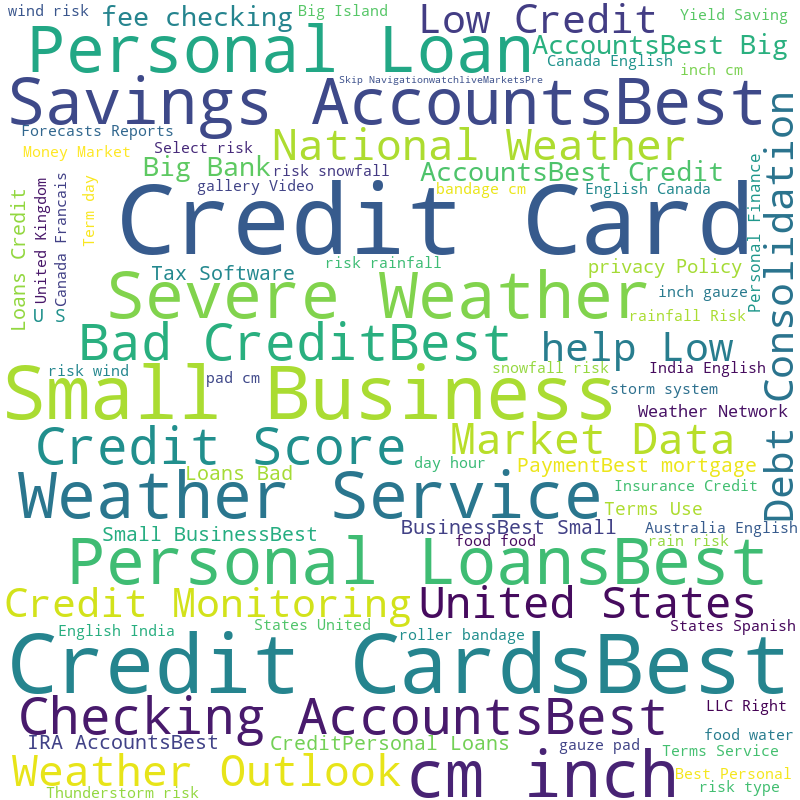 wind risk
fee checking
Big Island
Low Credit
Yield Saving
Personal Loan
AccountsBest Big
Canada English
inch cm
Skip NavigationwatchliveMarketsPre
Savings AccountsBest
Forecasts Reports
Select risk
National Weather
Money Market
Big Bank
risk snowfall
AccountsBest Credit
gallery Video
bandage cm
English Canada
Loans Credit
United Kingdom
Canada Francais
Term day
Credit Card
Personal Finance
Debt Consolidation
Tax Software
risk rainfall
privacy Policy
Severe Weather
inch gauze
U S
rainfall Risk
Bad CreditBest
help Low
risk wind
pad cm
snowfall risk
India English
storm system
Small Business
Weather Network
Credit Score
Market Data
Loans Bad
day hour
PaymentBest mortgage
Weather Service
Insurance Credit
Terms Use
Small BusinessBest
BusinessBest Small
Australia English
food food
rain risk
Personal LoansBest
Credit Monitoring
United States
English India
States United
roller bandage
States Spanish
Credit CardsBest
Checking AccountsBest
LLC Right
IRA AccountsBest
CreditPersonal Loans
gauze pad
food water
Terms Service
Weather Outlook
cm inch
Best Personal
Thunderstorm risk
risk type